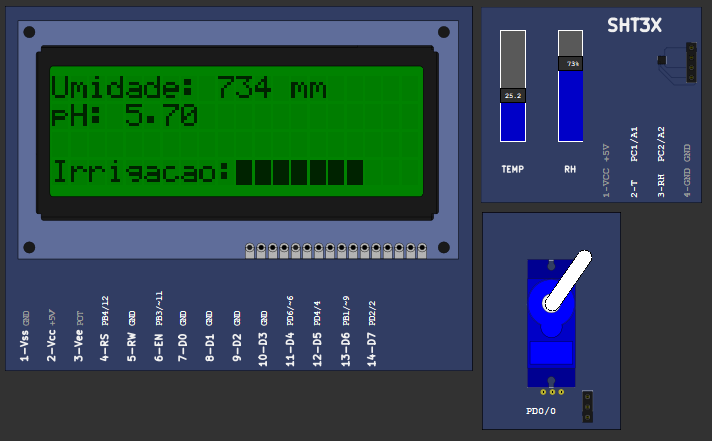 Umidade: 734 mm
pH: 5.70
Irrigacao:
1-Vss GND
2-Vcc +5V
3-Vee POT
4-RS PB4/12
5-RW GND
6-EN PB3/~11
7-D0 GND
8-D1 GND
9-D2 GND
10-D3 GND
11-D4 PD6/~6
12-D5 PD4/4
13-D6 PB1/~9
14-D7 PD2/2
SHT3X
25.2
73%
TEMP
RH
1-VCC +5V
2-T PC1/A1
3-RH PC2/A2
4-GND GND
PD0/0